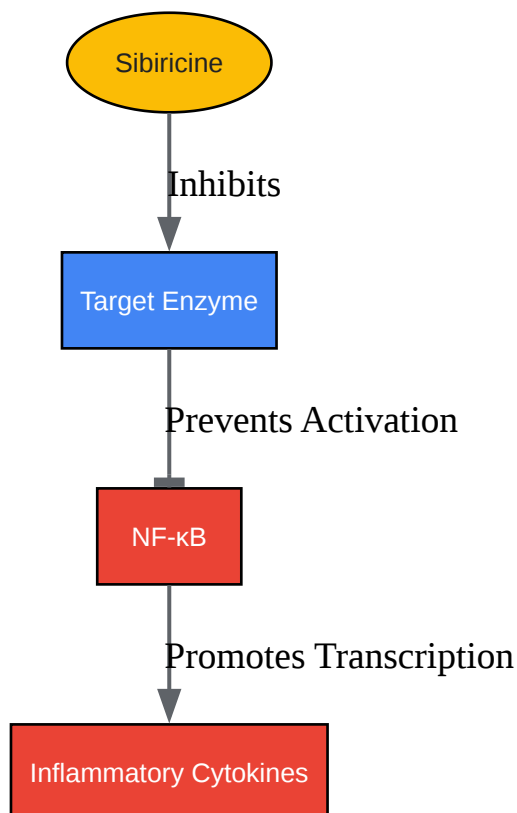 Sibiricine
Inhibits
Target Enzyme
Prevents Activation
NF-κB
Promotes Transcription
Inflammatory Cytokines